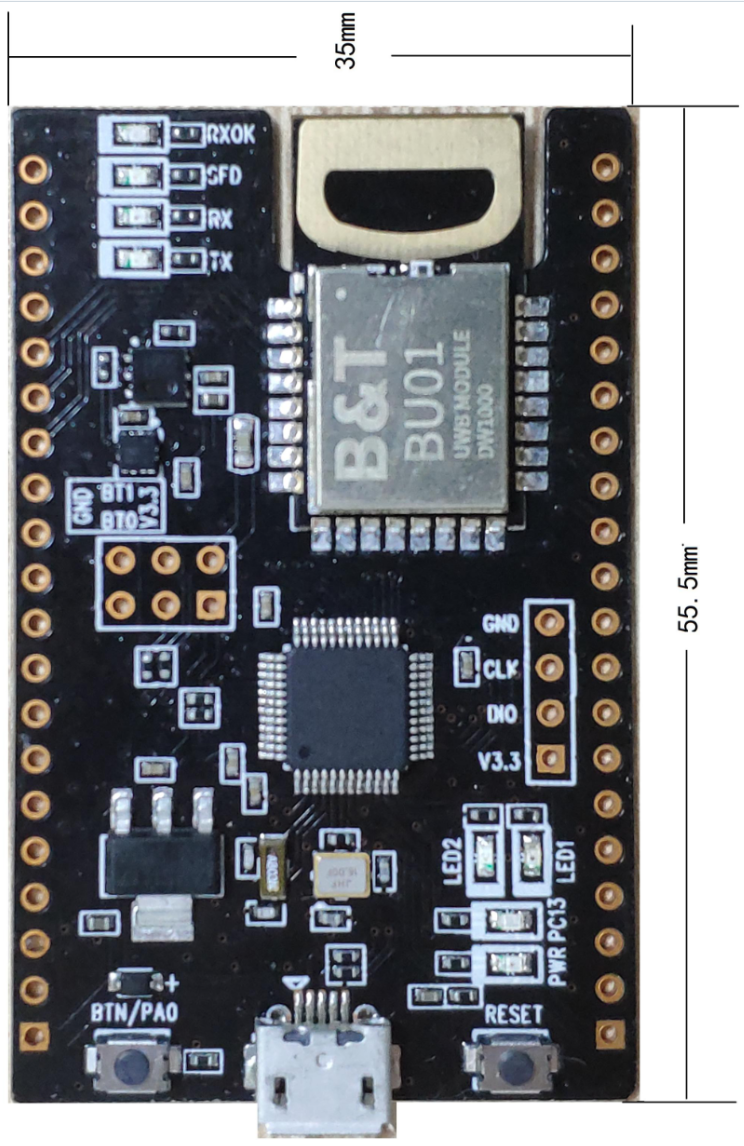 35mm
RXOK
SFD
RX
TX
B&T
BU01
UWB MODULE
DW1000
GND BT1
BT0 V3.3
55.5mm
GND
CLK
DIO
V3.3
LED2
LED1
PC13
PWR
BTN/PA0
+
RESET